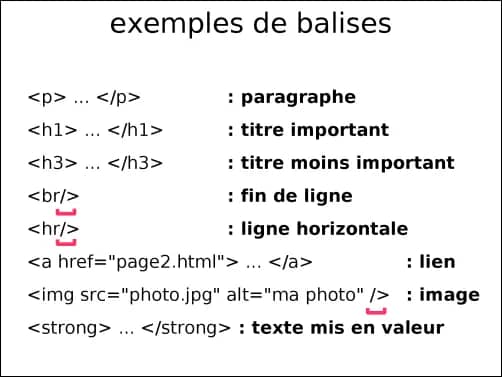 exemples de balises
<p> ... </p> : paragraphe
<h1> ... </h1> : titre important
<h3> ... </h3> : titre moins important
<br/> : fin de ligne
<hr/> : ligne horizontale
<a href="page2.html"> ... </a> : lien
<img src="photo.jpg" alt="ma photo" /> : image
<strong> ... </strong> : texte mis en valeur